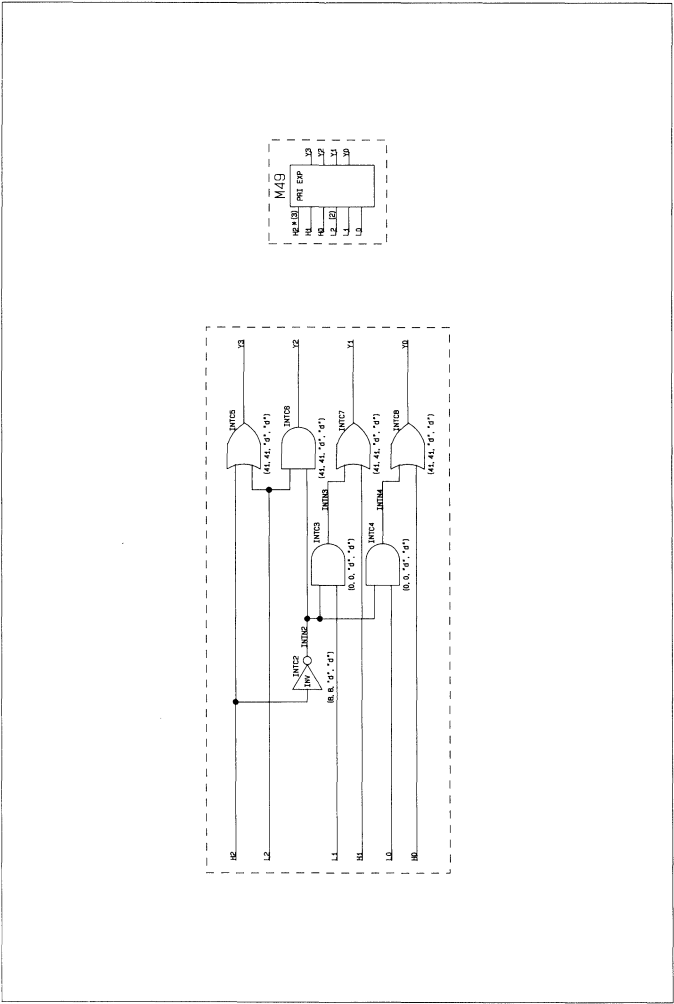 M49
PRI EXP
H2 * (3)
H1
H0
L2 (2)
L1
L0
Y3
Y2
Y1
Y0
H2
L2
L1
H1
L0
H0
INTC2
INV
INTN2
(8, 8, "d", "d")
INTC3
INTN3
(0, 0, "d", "d")
INTC4
INTN4
(0, 0, "d", "d")
INTC5
(41, 41, "d", "d")
Y3
INTC6
(41, 41, "d", "d")
Y2
INTC7
(41, 41, "d", "d")
Y1
INTC8
(41, 41, "d", "d")
Y0